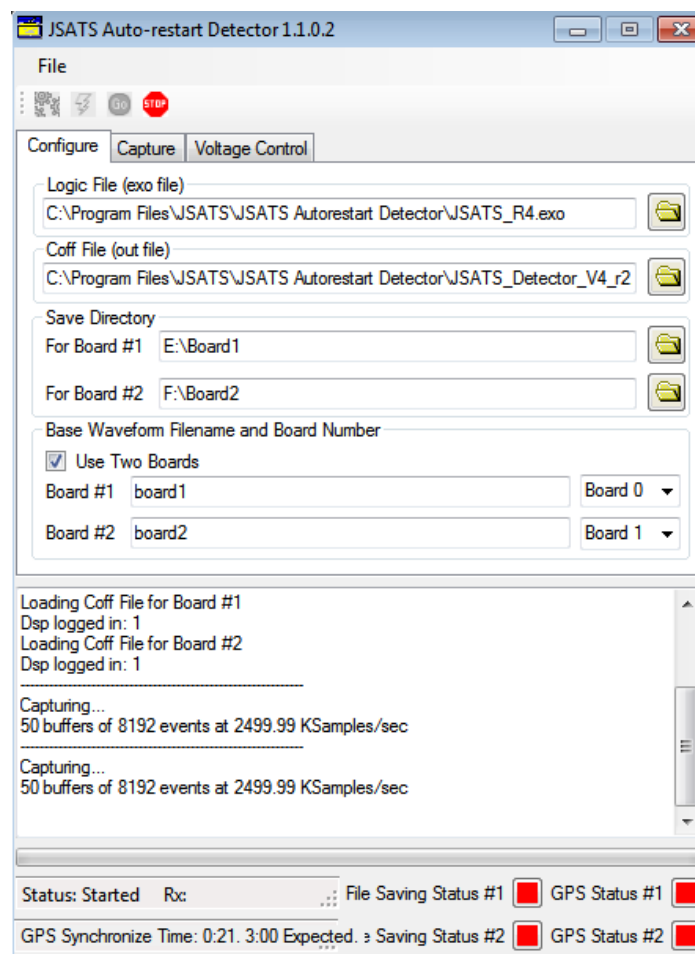 JSATS Auto-restart Detector 1.1.0.2
File
Go STOP
Configure Capture Voltage Control
Logic File (exo file)
C:\Program Files\JSATS\JSATS Autorestart Detector\JSATS_R4.exo
Coff File (out file)
C:\Program Files\JSATS\JSATS Autorestart Detector\JSATS_Detector_V4_r2
Save Directory
For Board #1 E:\Board1
For Board #2 F:\Board2
Base Waveform Filename and Board Number
Use Two Boards
Board #1 board1 Board 0
Board #2 board2 Board 1
Loading Coff File for Board #1
Dsp logged in: 1
Loading Coff File for Board #2
Dsp logged in: 1
Capturing...
50 buffers of 8192 events at 2499.99 KSamples/sec
Capturing...
50 buffers of 8192 events at 2499.99 KSamples/sec
Status: Started Rx: File Saving Status #1 GPS Status #1
GPS Synchronize Time: 0:21. 3:00 Expected. e Saving Status #2 GPS Status #2